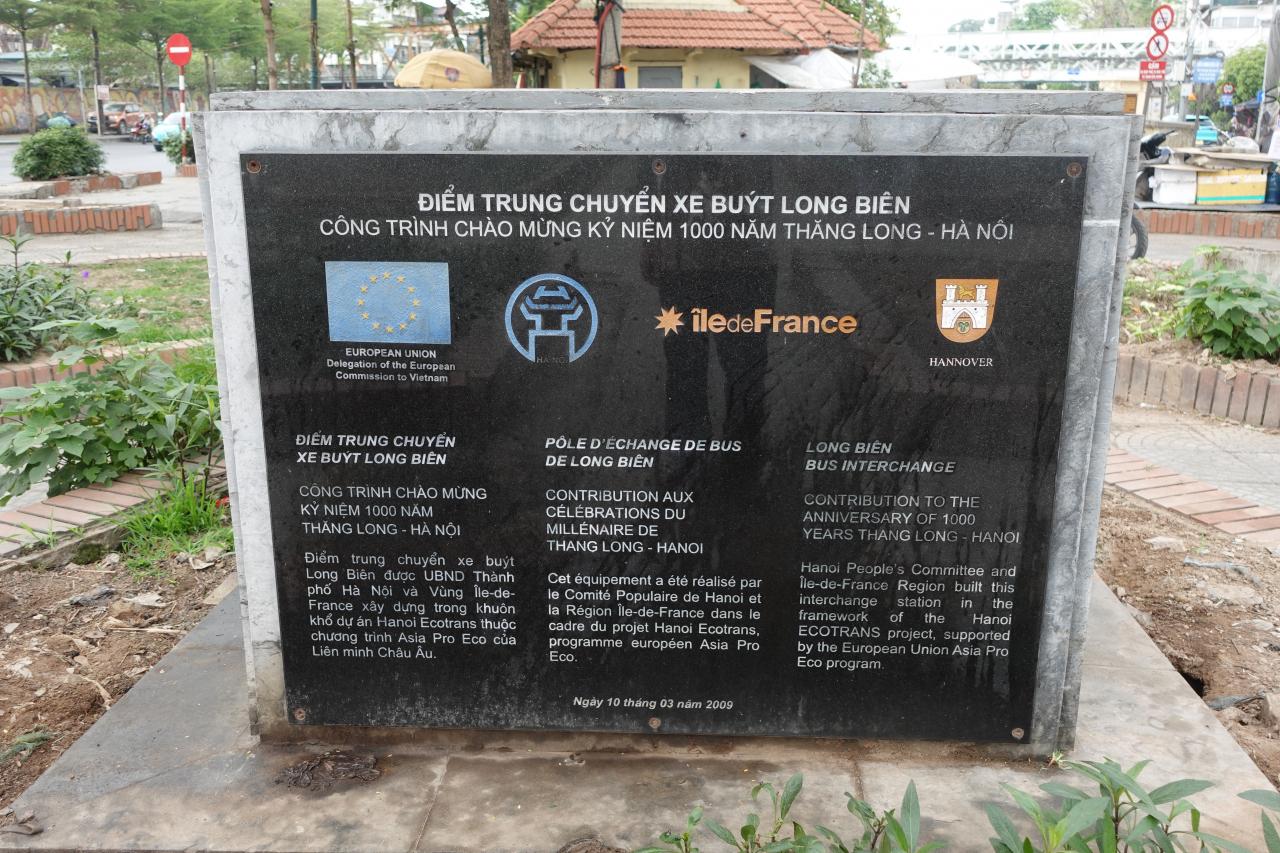 ĐIỂM TRUNG CHUYỂN XE BUÝT LONG BIÊN
CÔNG TRÌNH CHÀO MỪNG KỶ NIỆM 1000 NĂM THĂNG LONG - HÀ NỘI
EUROPEAN UNION
Delegation of the European
Commission to Vietnam
HÀ NỘI
îledeFrance
HANNOVER
ĐIỂM TRUNG CHUYỂN
XE BUÝT LONG BIÊN
CÔNG TRÌNH CHÀO MỪNG
KỶ NIỆM 1000 NĂM
THĂNG LONG - HÀ NỘI
Điểm trung chuyển xe buýt
Long Biên được UBND Thành
phố Hà Nội và Vùng Île-de-
France xây dựng trong khuôn
khổ dự án Hanoi Ecotrans thuộc
chương trình Asia Pro Eco của
Liên minh Châu Âu.
PÔLE D'ÉCHANGE DE BUS
DE LONG BIÊN
CONTRIBUTION AUX
CÉLÉBRATIONS DU
MILLÉNAIRE DE
THANG LONG - HANOI
Cet équipement a été réalisé par
le Comité Populaire de Hanoi et
la Région Île-de-France dans le
cadre du projet Hanoi Ecotrans,
programme européen Asia Pro
Eco.
LONG BIÊN
BUS INTERCHANGE
CONTRIBUTION TO THE
ANNIVERSARY OF 1000
YEARS THANG LONG - HANOI
Hanoi People's Committee and
Île-de-France Region built this
interchange station in the
framework of the Hanoi
ECOTRANS project, supported
by the European Union Asia Pro
Eco program.
Ngày 10 tháng 03 năm 2009
CẤM